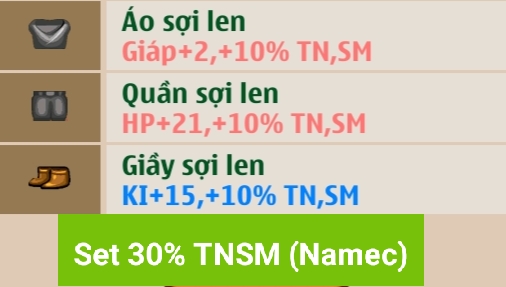 Áo sợi len
Giáp+2,+10% TN,SM
Quần sợi len
HP+21,+10% TN,SM
Giầy sợi len
KI+15,+10% TN,SM
Set 30% TNSM (Namec)